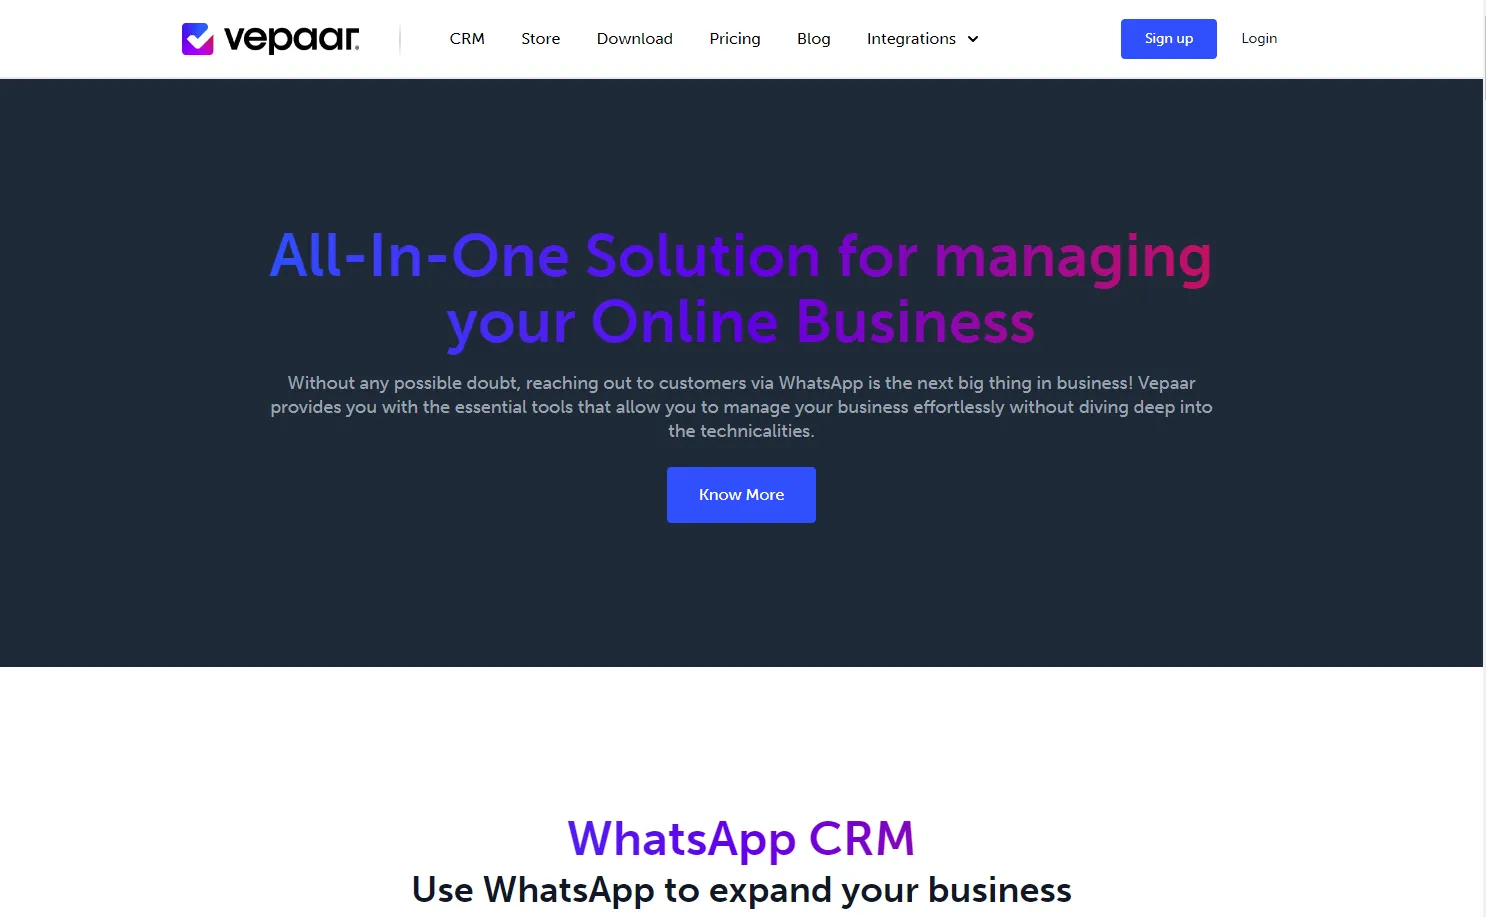 vepaar.
CRM
Store
Download
Pricing
Blog
Integrations
Sign up
Login
All-In-One Solution for managing
your Online Business
Without any possible doubt, reaching out to customers via WhatsApp is the next big thing in business! Vepaar
provides you with the essential tools that allow you to manage your business effortlessly without diving deep into
the technicalities.
Know More
WhatsApp CRM
Use WhatsApp to expand your business